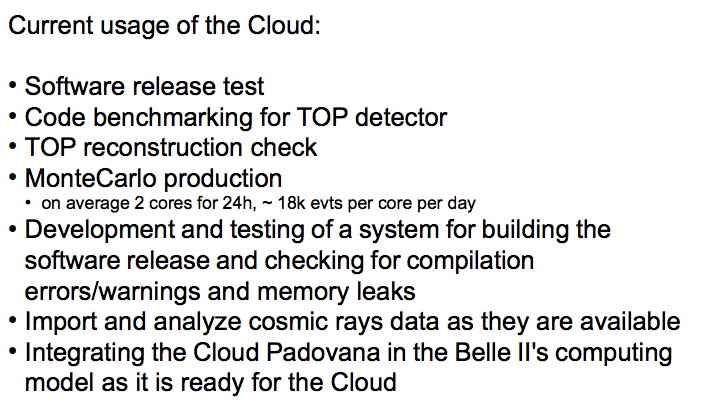 Current usage of the Cloud:
• Software release test
• Code benchmarking for TOP detector
• TOP reconstruction check
• MonteCarlo production
• on average 2 cores for 24h, ~ 18k evts per core per day
• Development and testing of a system for building the
software release and checking for compilation
errors/warnings and memory leaks
• Import and analyze cosmic rays data as they are available
• Integrating the Cloud Padovana in the Belle II's computing
model as it is ready for the Cloud